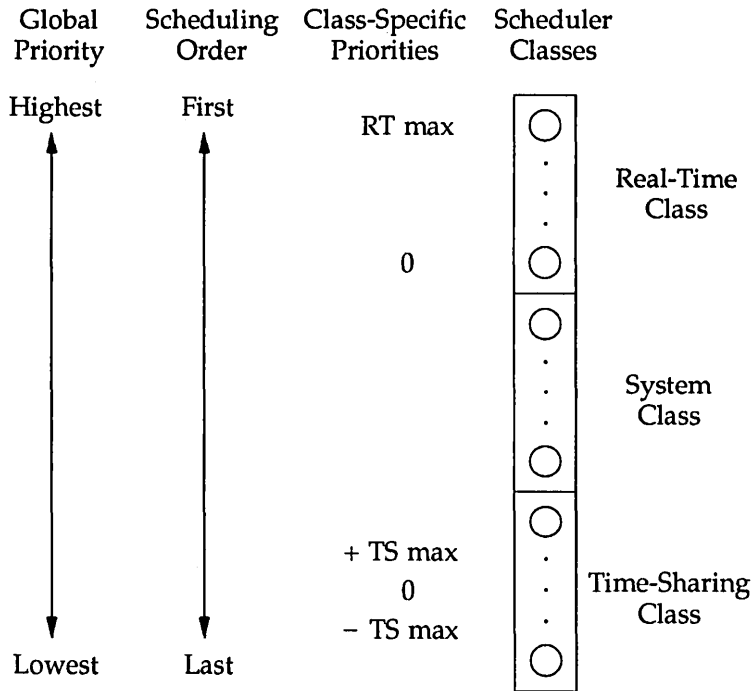 Global Priority
Scheduling Order
Class-Specific Priorities
Scheduler Classes
Highest
First
RT max
Real-Time
Class
0
System
Class
+ TS max
0
Time-Sharing
Class
− TS max
Lowest
Last